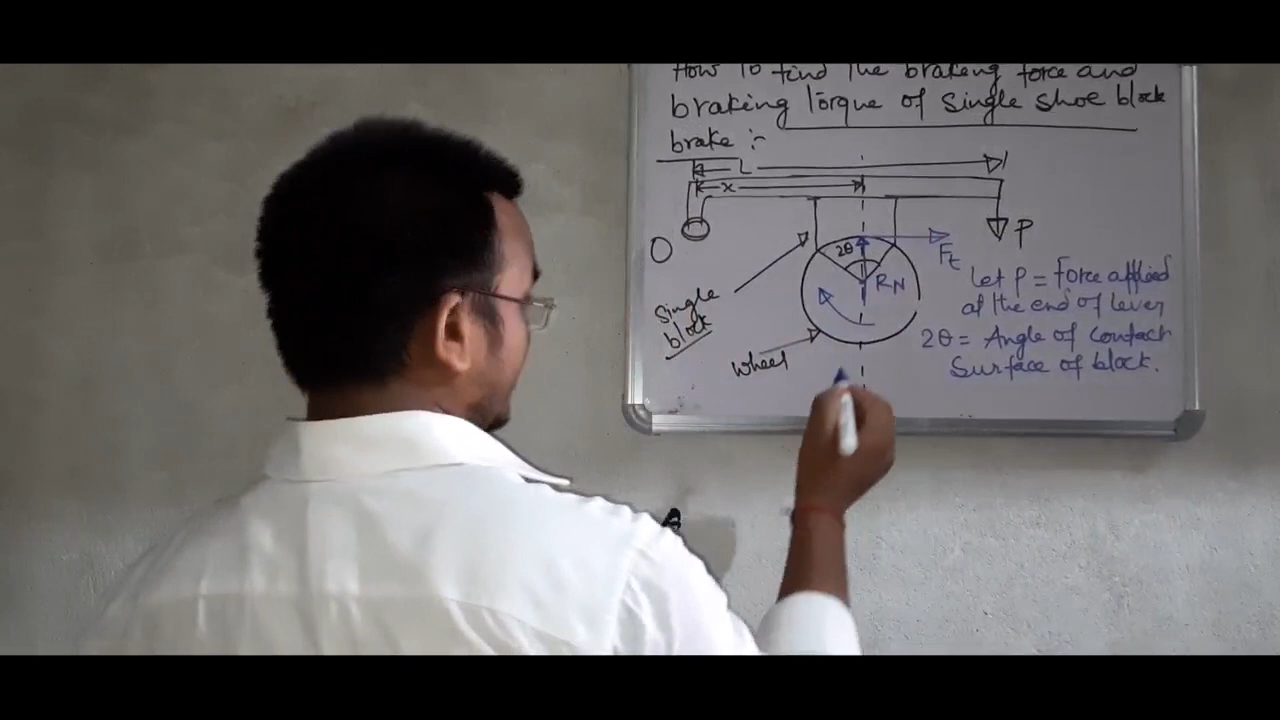 How to find the braking force and
braking Torque of single shoe block
brake :-
L
x
O
P
2θ
Ft
RN
Single
block
Wheel
Let P = Force applied
at the end of lever
2θ = Angle of contact
Surface of block.